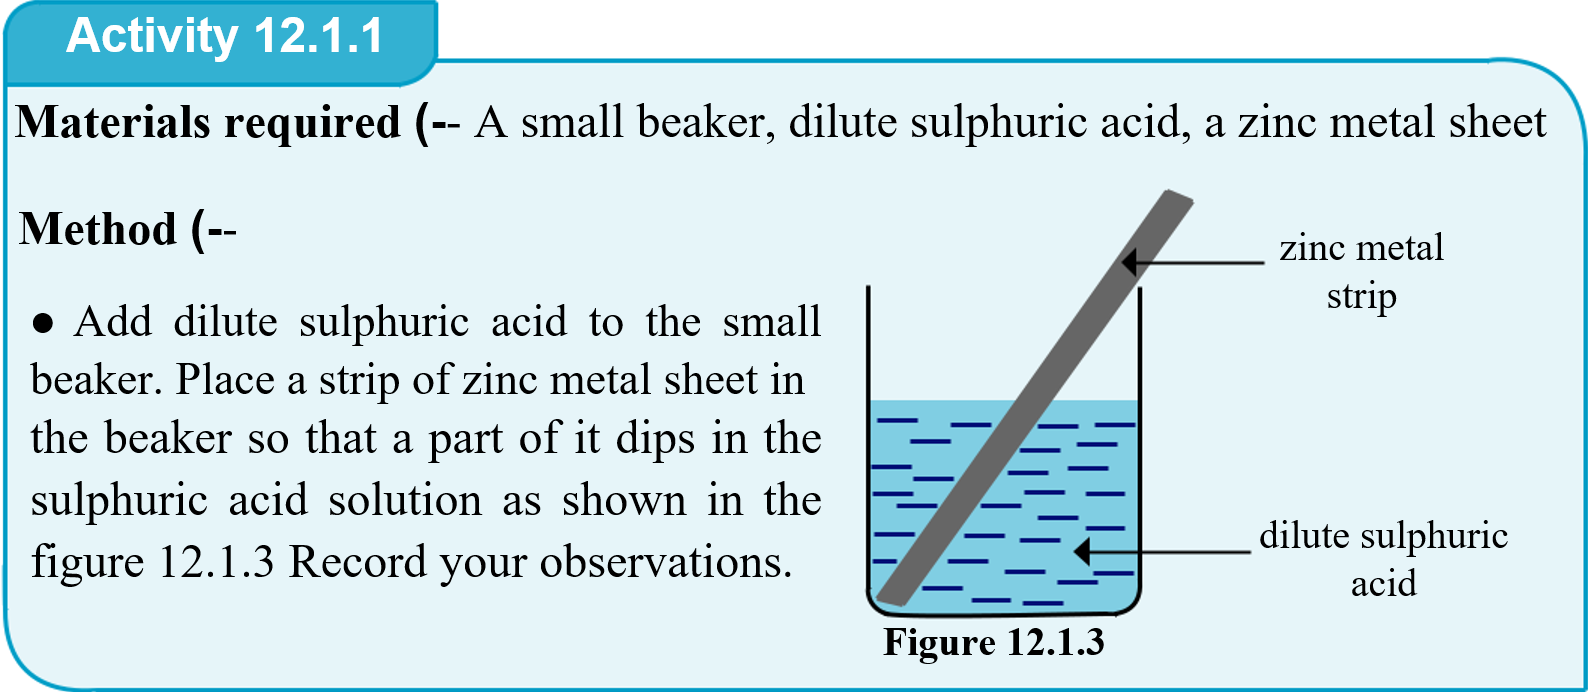 Activity 12.1.1
Materials required (-- A small beaker, dilute sulphuric acid, a zinc metal sheet
Method (--
● Add dilute sulphuric acid to the small
beaker. Place a strip of zinc metal sheet in
the beaker so that a part of it dips in the
sulphuric acid solution as shown in the
figure 12.1.3 Record your observations.
zinc metal
strip
dilute sulphuric
acid
Figure 12.1.3